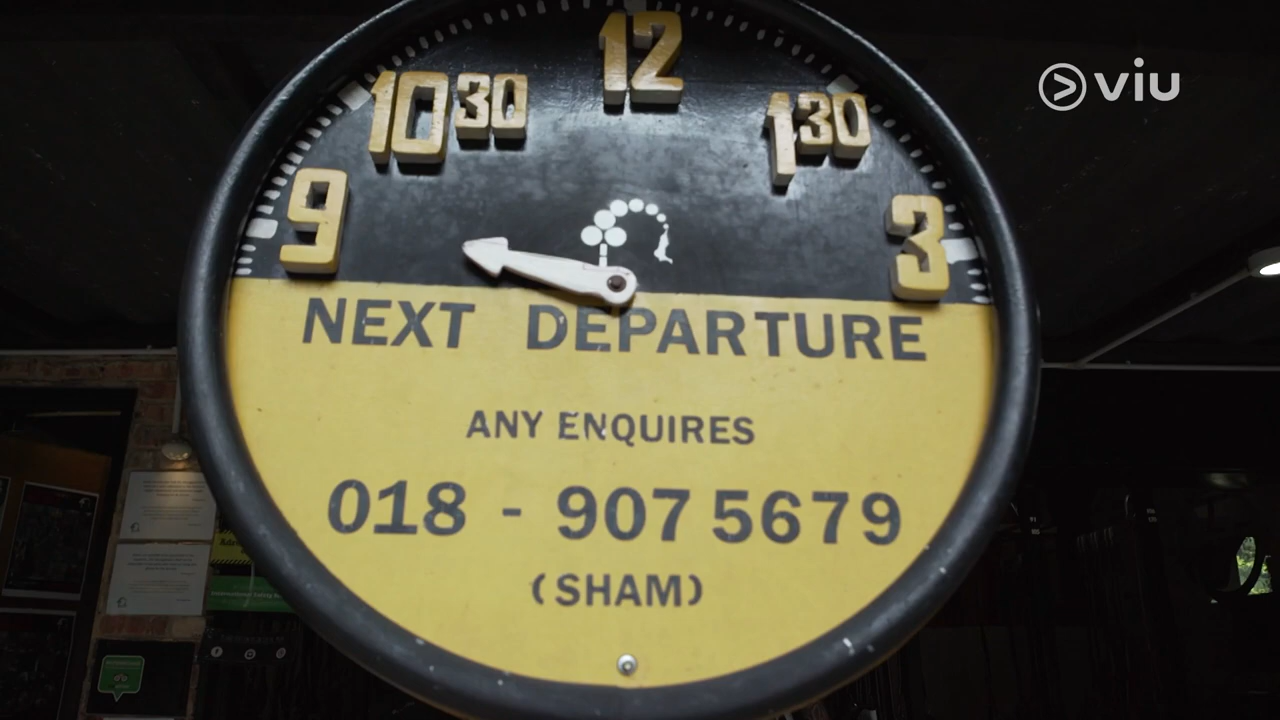 viu
12
10 30
1 30
9
3
NEXT DEPARTURE
ANY ENQUIRES
018 - 907 5679
(SHAM)